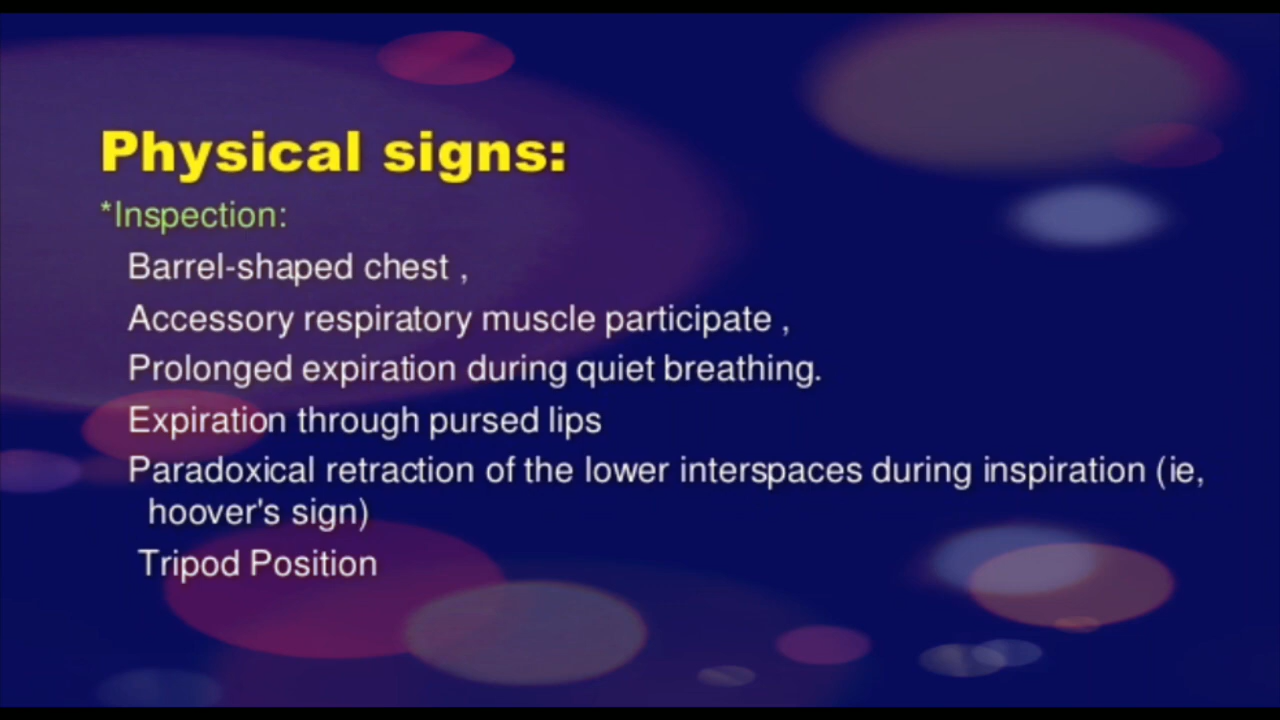 Physical signs:
*Inspection:
Barrel-shaped chest ,
Accessory respiratory muscle participate ,
Prolonged expiration during quiet breathing.
Expiration through pursed lips
Paradoxical retraction of the lower interspaces during inspiration (ie,
hoover's sign)
Tripod Position